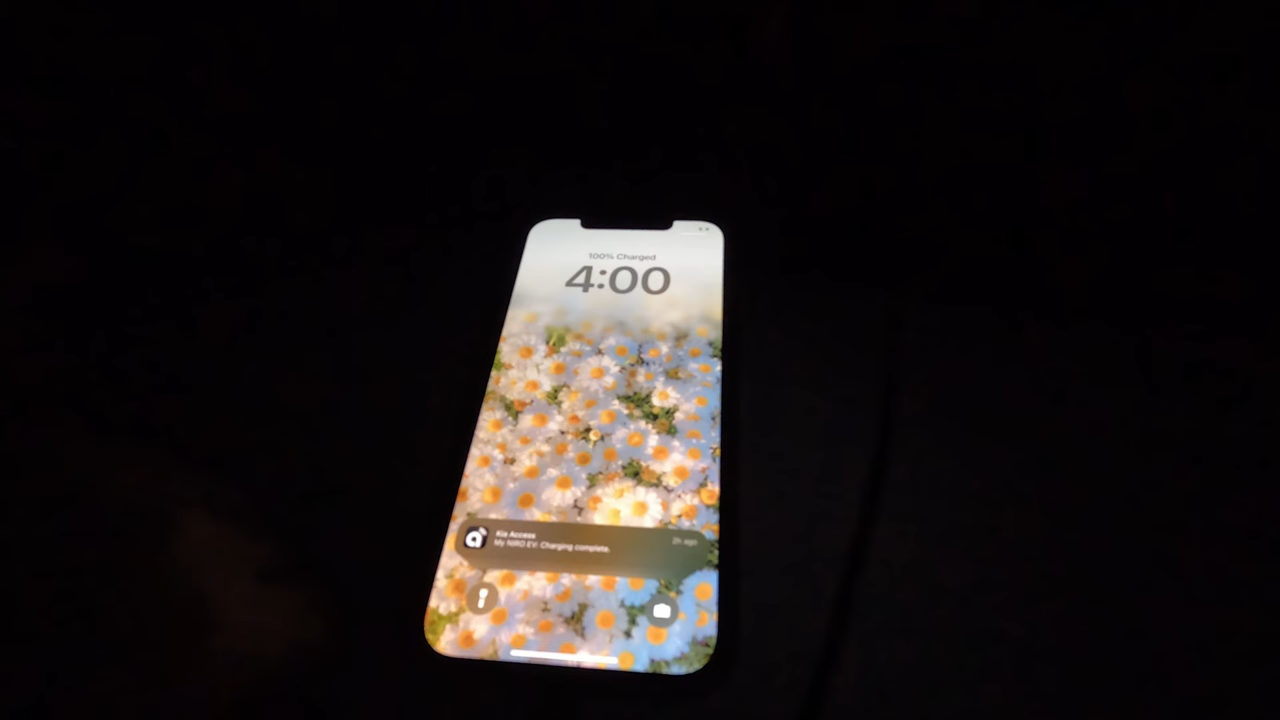 100% Charged
4:00
Kia Access
2h ago
My NIRO EV: Charging complete.